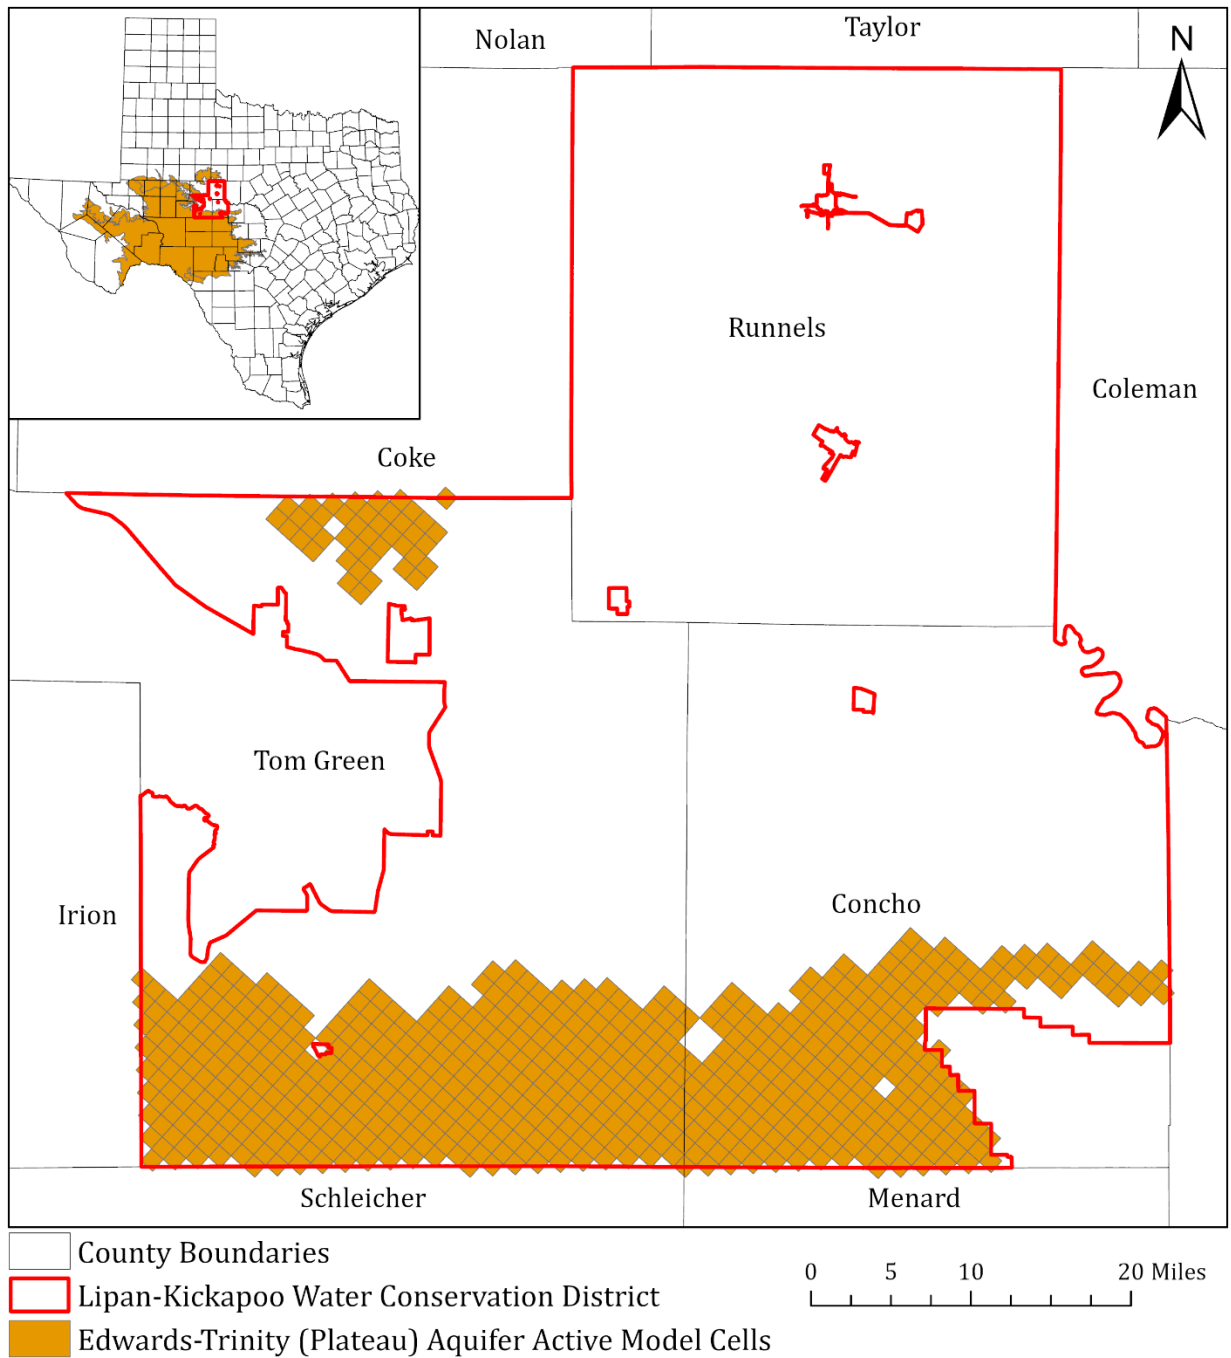 Nolan
Taylor
N
Runnels
Coleman
Coke
Tom Green
Irion
Concho
Schleicher
Menard
County Boundaries
Lipan-Kickapoo Water Conservation District
Edwards-Trinity (Plateau) Aquifer Active Model Cells
0 5 10 20 Miles